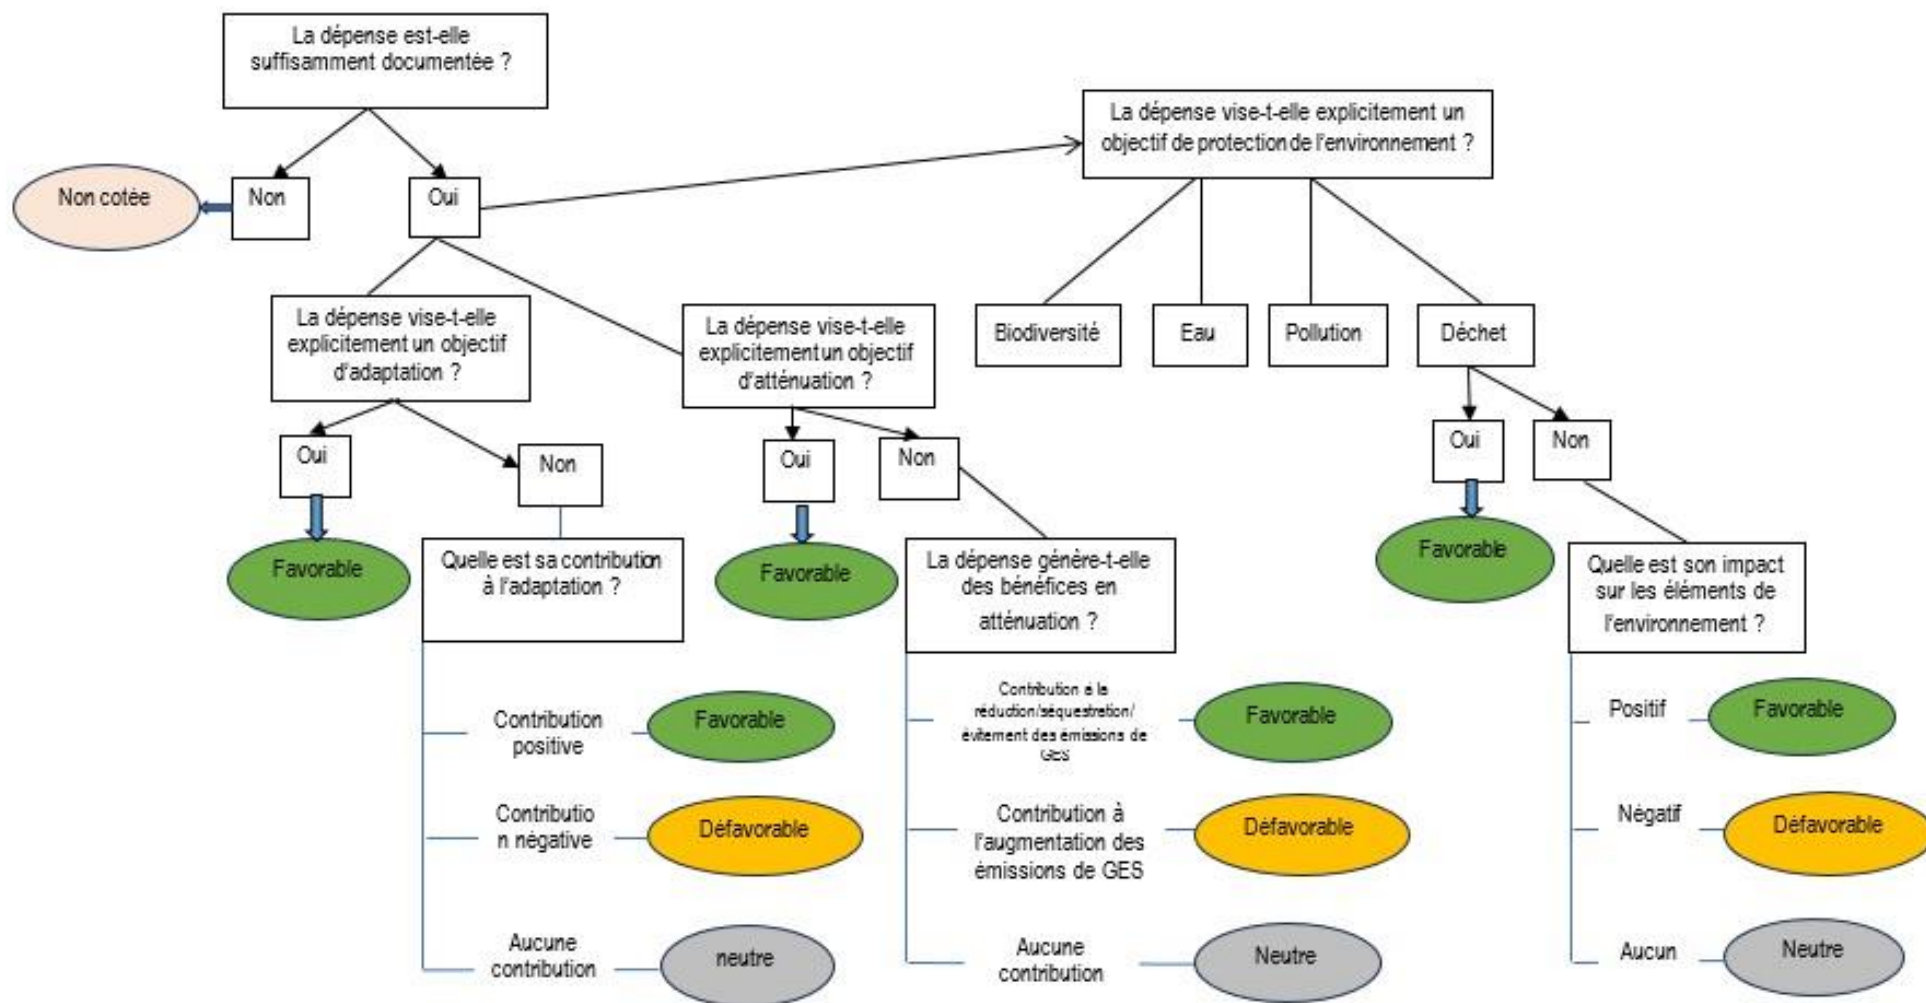 La dépense est-elle
suffisamment documentée ?
La dépense vise-t-elle explicitement un
objectif de protection de l'environnement ?
Non cotée
Non
Oui
La dépense vise-t-elle
explicitement un objectif
d'adaptation ?
La dépense vise-t-elle
explicitement un objectif
d'atténuation ?
Biodiversité
Eau
Pollution
Déchet
Oui
Non
Oui
Non
Oui
Non
Favorable
Quelle est sa contribution
à l'adaptation ?
Favorable
La dépense génère-t-elle
des bénéfices en
atténuation ?
Favorable
Quelle est son impact
sur les éléments de
l'environnement ?
Contribution
positive
Favorable
Contribution à la
réduction/séquestration/
évitement des émissions de
GES
Favorable
Positif
Favorable
Contributio
n négative
Défavorable
Contribution à
l'augmentation des
émissions de GES
Défavorable
Négatif
Défavorable
Aucune
contribution
neutre
Aucune
contribution
Neutre
Aucun
Neutre